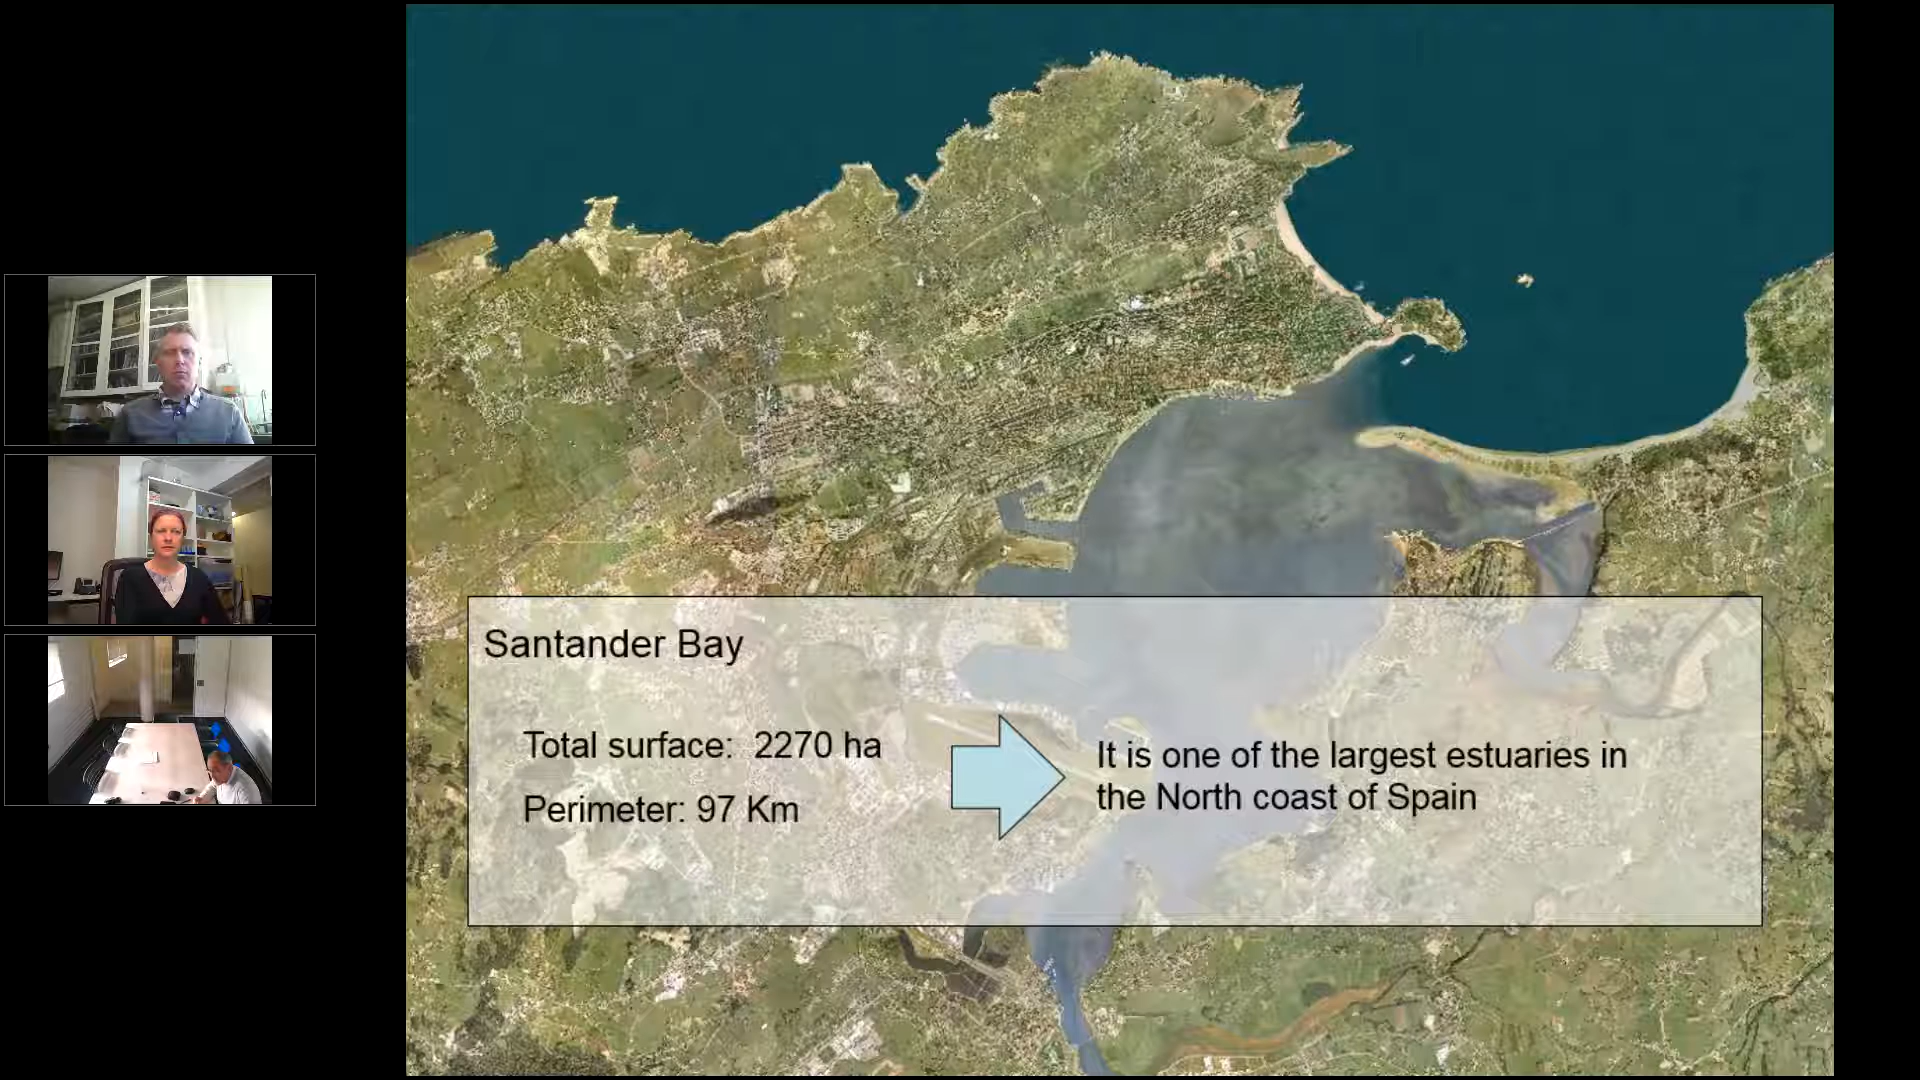 Santander Bay
Total surface: 2270 ha
Perimeter: 97 Km
It is one of the largest estuaries in
the North coast of Spain